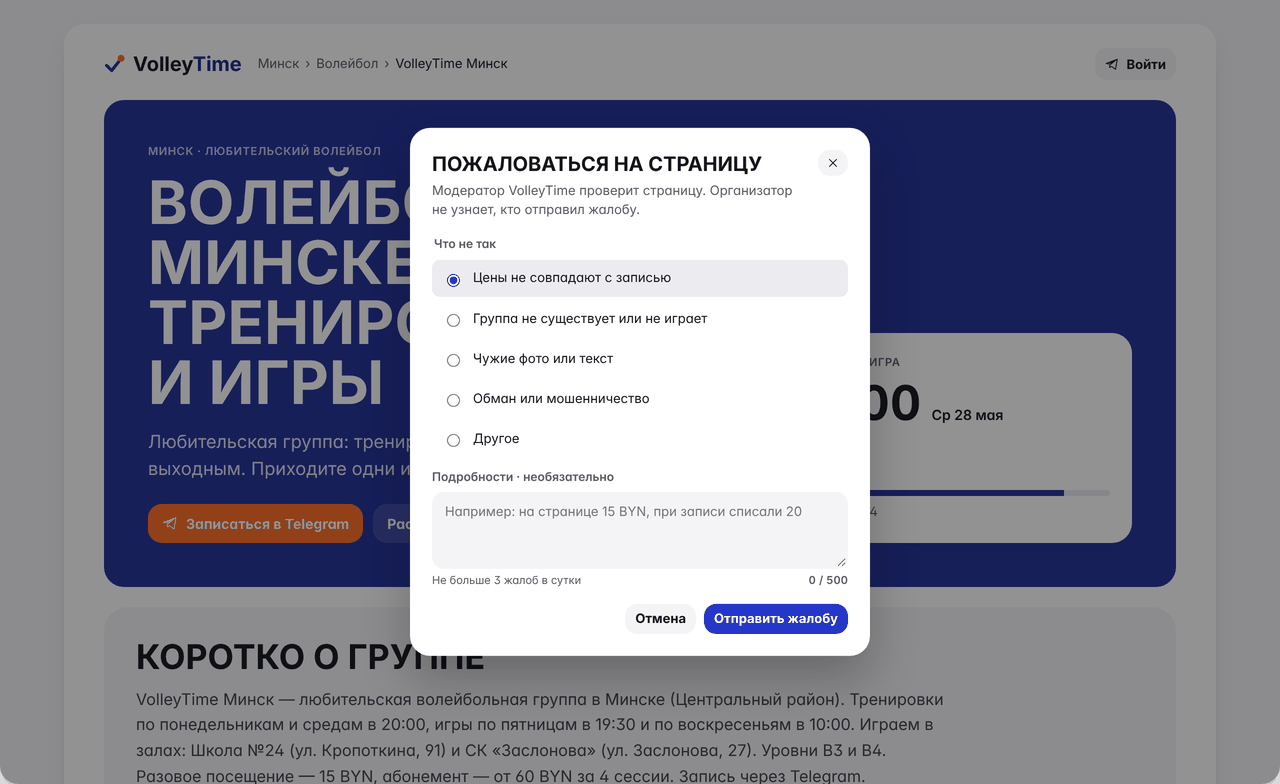 VolleyTime
Минск › Волейбол › VolleyTime Минск
Войти
МИНСК · ЛЮБИТЕЛЬСКИЙ ВОЛЕЙБОЛ
МИНСКЕ
И ИГРЫ
Любительская группа:
выходным. Приходите одни и
Записаться в Telegram
ИГРА
Ср 28 мая
ПОЖАЛОВАТЬСЯ НА СТРАНИЦУ
Модератор VolleyTime проверит страницу. Организатор
не узнает, кто отправил жалобу.
Что не так
Цены не совпадают с записью
Группа не существует или не играет
Чужие фото или текст
Обман или мошенничество
Другое
Подробности · необязательно
Например: на странице 15 BYN, при записи списали 20
Не больше 3 жалоб в сутки
0 / 500
Отмена
Отправить жалобу
КОРОТКО О ГРУППЕ
VolleyTime Минск — любительская волейбольная группа в Минске (Центральный район). Тренировки
по понедельникам и средам в 20:00, игры по пятницам в 19:30 и по воскресеньям в 10:00. Играем в
залах: Школа №24 (ул. Кропоткина, 91) и СК «Заслонова» (ул. Заслонова, 27). Уровни B3 и B4.
Разовое посещение — 15 BYN, абонемент — от 60 BYN за 4 сессии. Запись через Telegram.